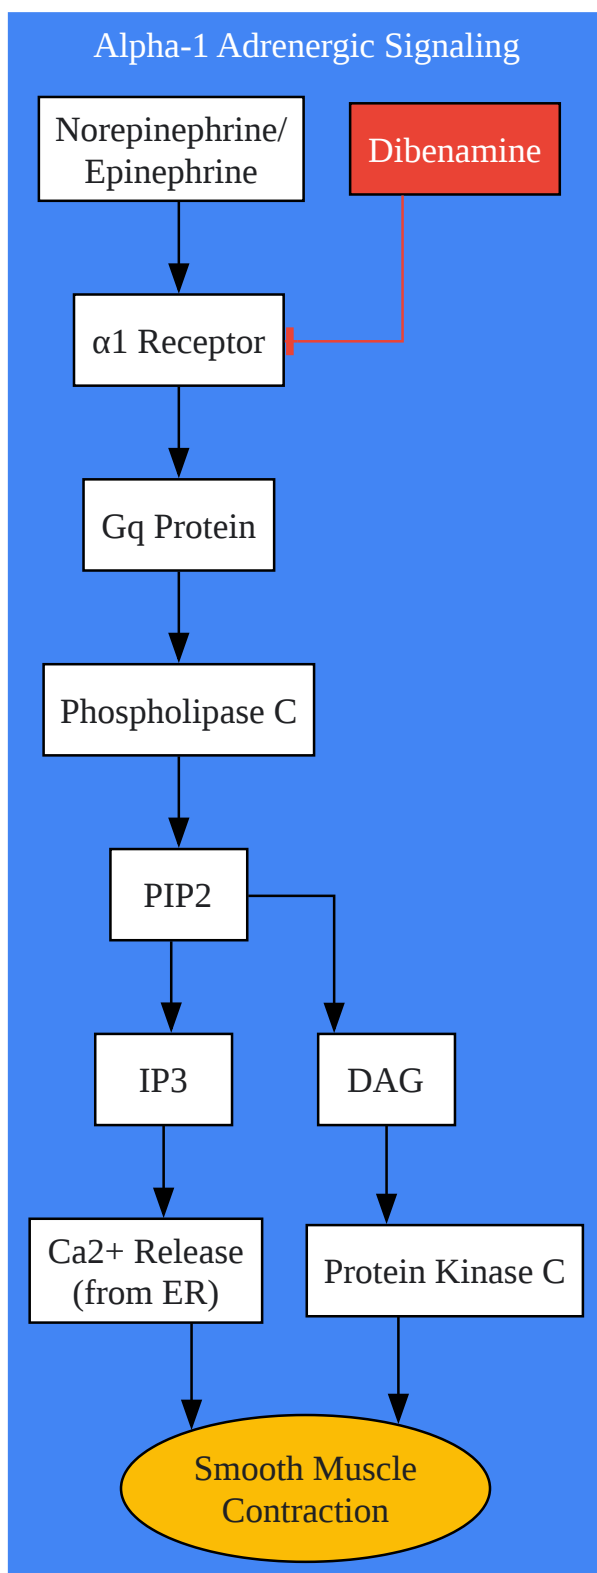 Alpha-1 Adrenergic Signaling
Norepinephrine/
Epinephrine
Dibenamine
α1 Receptor
Gq Protein
Phospholipase C
PIP2
IP3
DAG
Ca2+ Release
(from ER)
Protein Kinase C
Smooth Muscle
Contraction